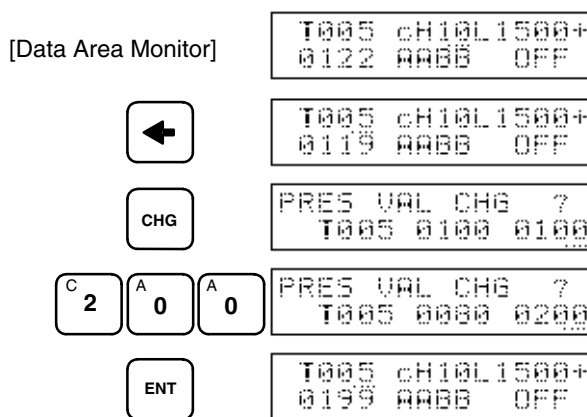 [Data Area Monitor]
T005 cH10L1500+
0122 AABB OFF
T005 cH10L1500+
0119 AABB OFF
CHG
PRES VAL CHG ?
T005 0100 0100
C 2 A 0 A 0
PRES VAL CHG ?
T005 0080 0200
ENT
T005 cH10L1500+
0199 AABB OFF